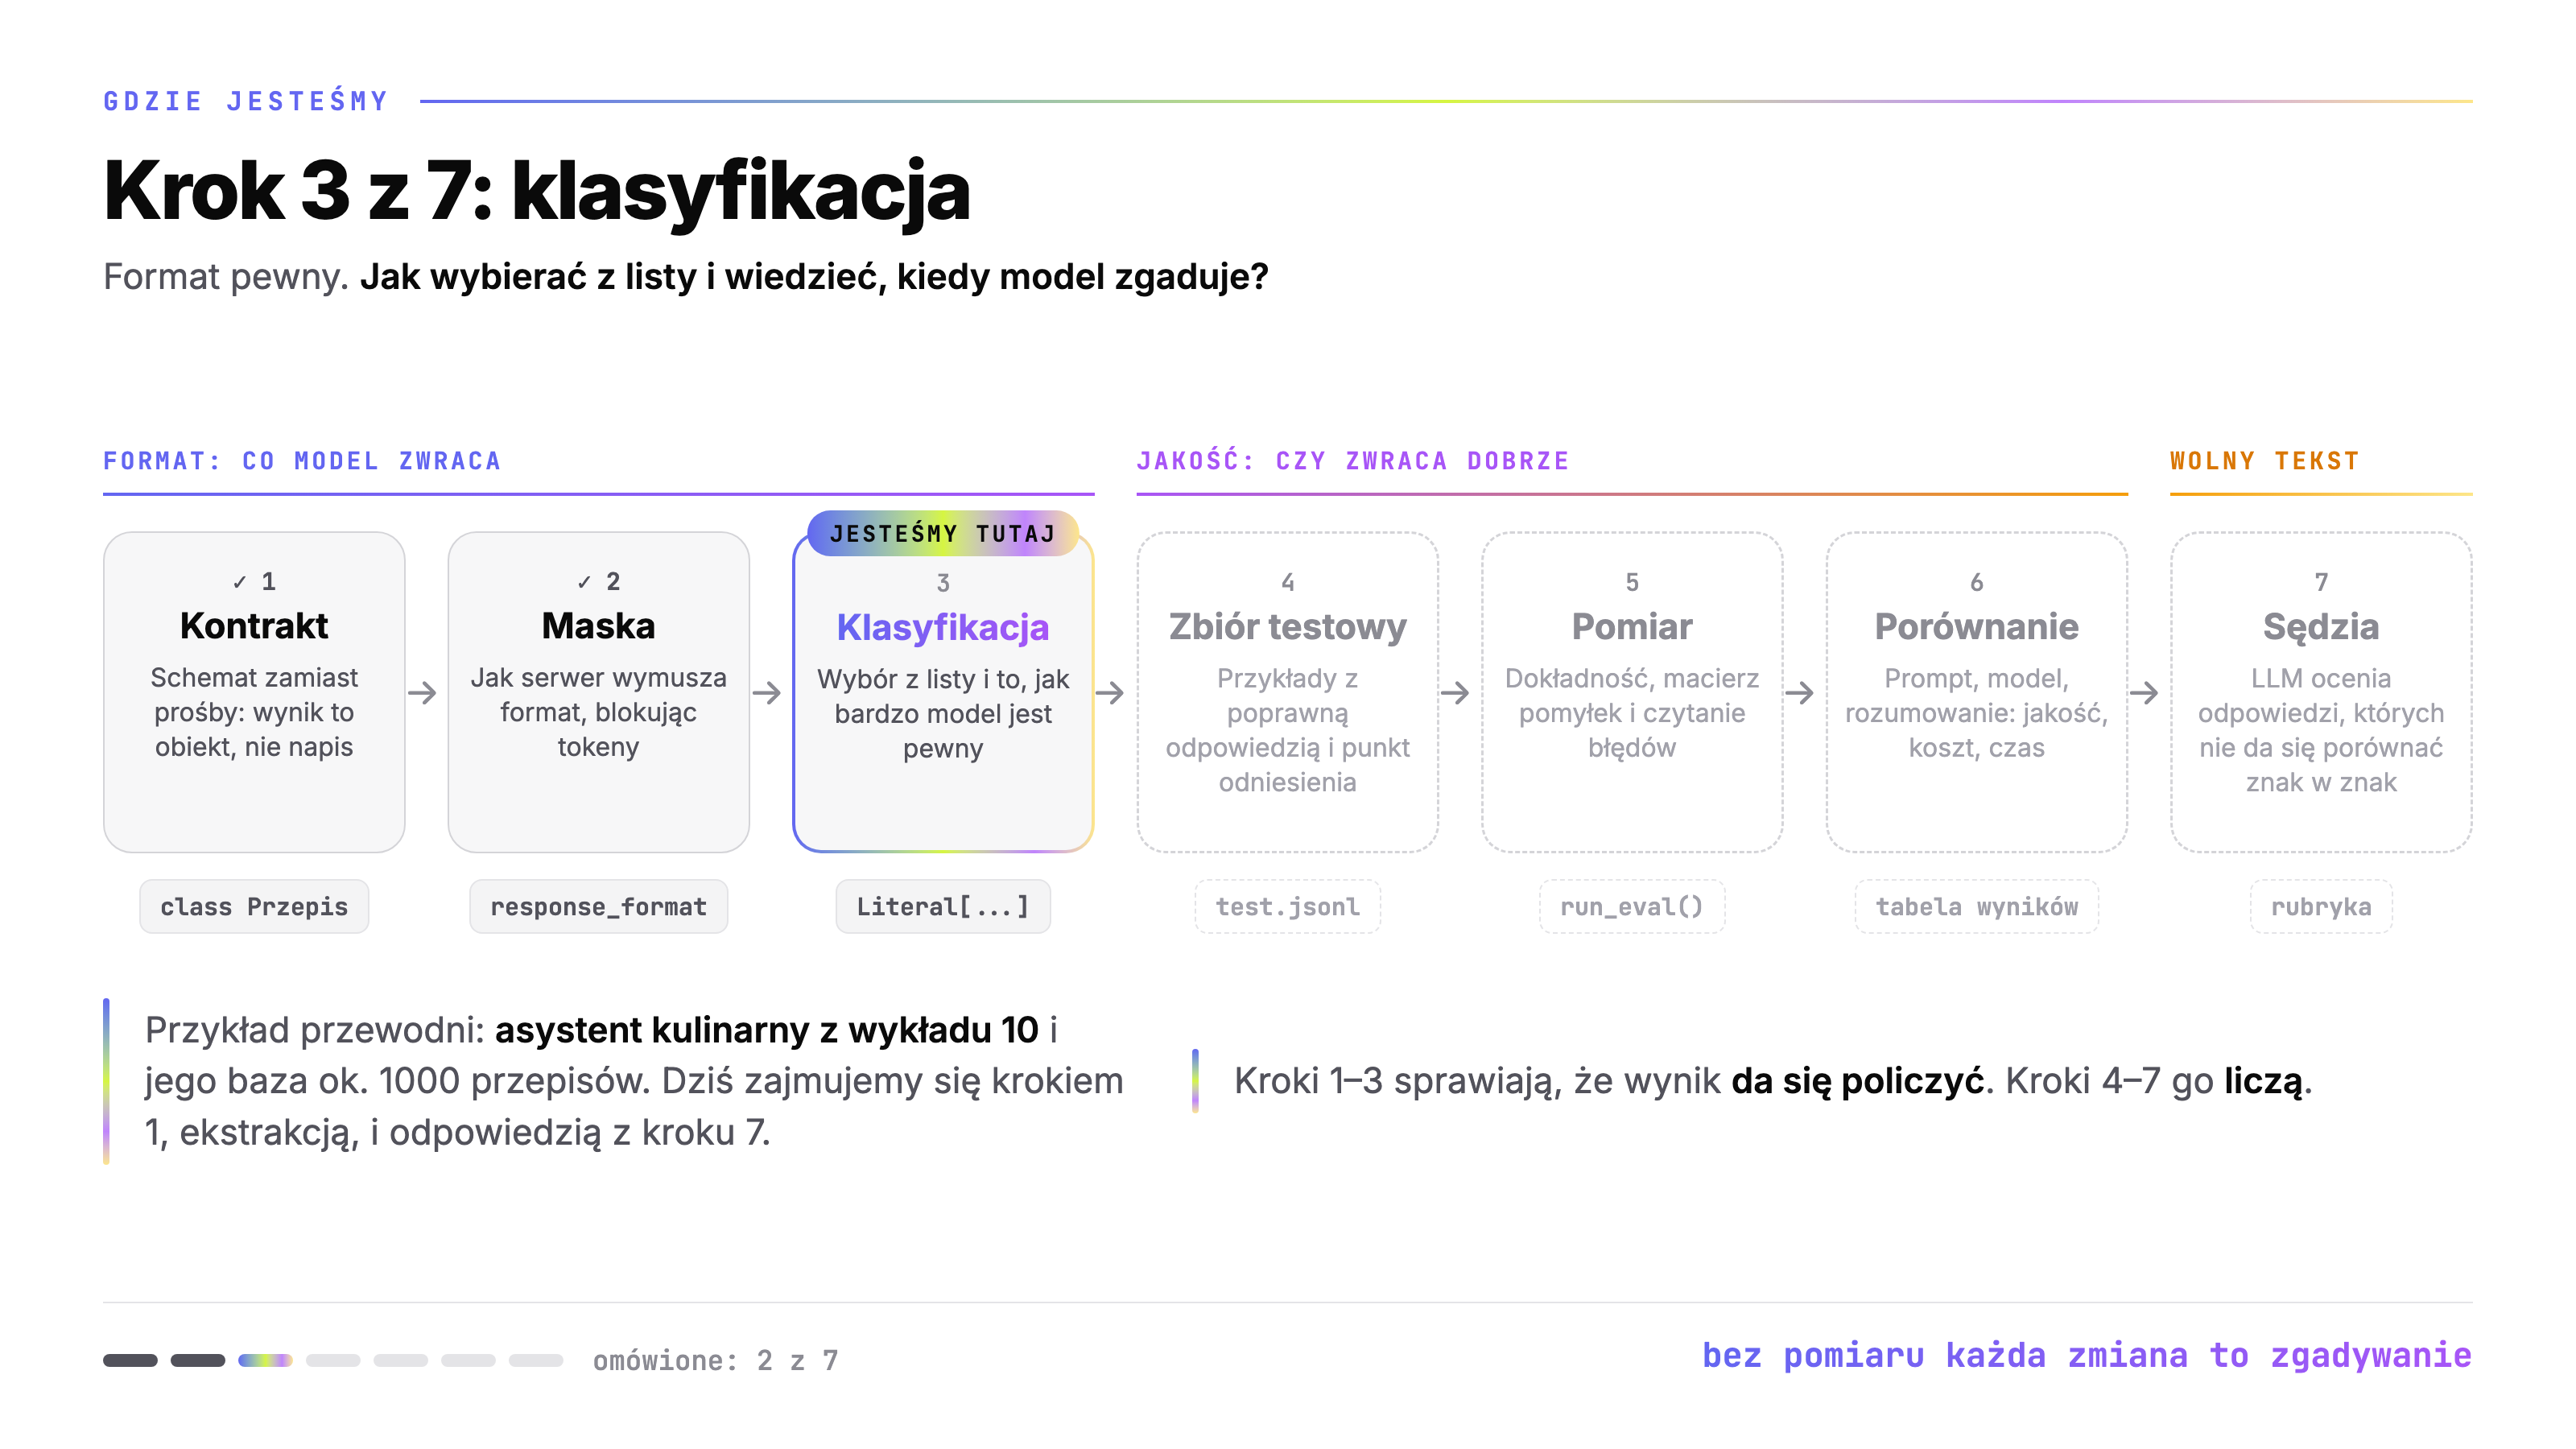 GDZIE JESTEŚMY
Krok 3 z 7: klasyfikacja
Format pewny. Jak wybierać z listy i wiedzieć, kiedy model zgaduje?
FORMAT: CO MODEL ZWRACA
JAKOŚĆ: CZY ZWRACA DOBRZE
WOLNY TEKST
✓ 1
Kontrakt
Schemat zamiast
prośby: wynik to
obiekt, nie napis
class Przepis
✓ 2
Maska
Jak serwer wymusza
format, blokując
tokeny
response_format
JESTEŚMY TUTAJ
3
Klasyfikacja
Wybór z listy i to, jak
bardzo model jest
pewny
Literal[...]
4
Zbiór testowy
Przykłady z
poprawną
odpowiedzią i punkt
odniesienia
test.jsonl
5
Pomiar
Dokładność, macierz
pomyłek i czytanie
błędów
run_eval()
6
Porównanie
Prompt, model,
rozumowanie: jakość,
koszt, czas
tabela wyników
7
Sędzia
LLM ocenia
odpowiedzi, których
nie da się porównać
znak w znak
rubryka
Przykład przewodni: asystent kulinarny z wykładu 10 i
jego baza ok. 1000 przepisów. Dziś zajmujemy się krokiem
1, ekstrakcją, i odpowiedzią z kroku 7.
Kroki 1–3 sprawiają, że wynik da się policzyć. Kroki 4–7 go liczą.
omówione: 2 z 7
bez pomiaru każda zmiana to zgadywanie